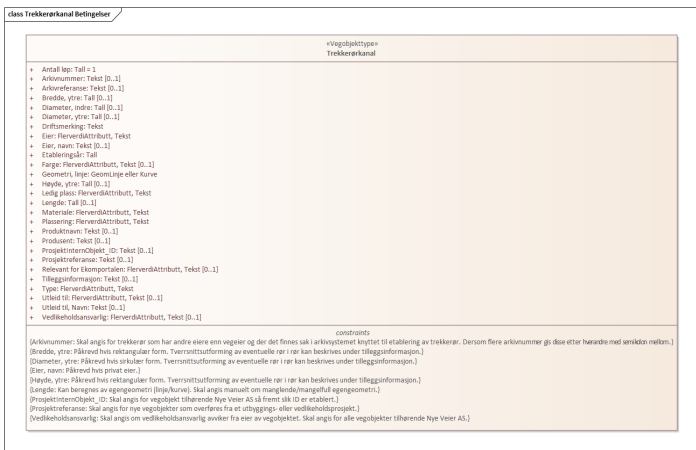 class Trekkerørkanal Betingelser
«Vegobjekttype»
Trekkerørkanal
+ Antall løp: Tall = 1
+ Arkivnummer: Tekst [0..1]
+ Arkivreferanse: Tekst [0..1]
+ Bredde, ytre: Tall [0..1]
+ Diameter, indre: Tall [0..1]
+ Diameter, ytre: Tall [0..1]
+ Driftsmerking: Tekst
+ Eier: FlerverdiAttributt, Tekst
+ Eier, navn: Tekst [0..1]
+ Etableringsår: Tall
+ Farge: FlerverdiAttributt, Tekst [0..1]
+ Geometri, linje: GeomLinje eller Kurve
+ Høyde, ytre: Tall [0..1]
+ Ledig plass: FlerverdiAttributt, Tekst
+ Lengde: Tall [0..1]
+ Materiale: FlerverdiAttributt, Tekst
+ Plassering: FlerverdiAttributt, Tekst
+ Produktnavn: Tekst [0..1]
+ Produsent: Tekst [0..1]
+ ProsjektInternObjekt_ID: Tekst [0..1]
+ Prosjektreferanse: Tekst [0..1]
+ Relevant for Ekomportalen: FlerverdiAttributt, Tekst [0..1]
+ Tilleggsinformasjon: Tekst [0..1]
+ Type: FlerverdiAttributt, Tekst
+ Utleid til: FlerverdiAttributt, Tekst [0..1]
+ Utleid til, Navn: Tekst [0..1]
+ Vedlikeholdsansvarlig: FlerverdiAttributt, Tekst [0..1]
constraints
{Arkivnummer: Skal angis for trekkerør som har andre eiere enn vegeier og der det finnes sak i arkivsystemet knyttet til etablering av trekkerør. Dersom flere arkivnummer gis disse etter hverandre med semikolon mellom.}
{Bredde, ytre: Påkrevd hvis rektangulær form. Tverrsnittsutforming av eventuelle rør i rør kan beskrives under tilleggsinformasjon.}
{Diameter, ytre: Påkrevd hvis sirkulær form. Tverrsnittsutforming av eventuelle rør i rør kan beskrives under tilleggsinformasjon.}
{Eier, navn: Påkrevd hvis privat eier.}
{Høyde, ytre: Påkrevd hvis rektangulær form. Tverrsnittsutforming av eventuelle rør i rør kan beskrives under tilleggsinformasjon.}
{Lengde: Kan beregnes av egengeometri (linje/kurve). Skal angis manuelt om manglende/mangelfull egengeometri.}
{ProsjektInternObjekt_ID: Skal angis for vegobjekt tilhørende Nye Veier AS så fremt slik ID er etablert.}
{Prosjektreferanse: Skal angis for nye vegobjekter som overføres fra et utbyggings- eller vedlikeholdsprosjekt.}
{Vedlikeholdsansvarlig: Skal angis om vedlikeholdsansvarlig avviker fra eier av vegobjektet. Skal angis for alle vegobjekter tilhørende Nye Veier AS.}